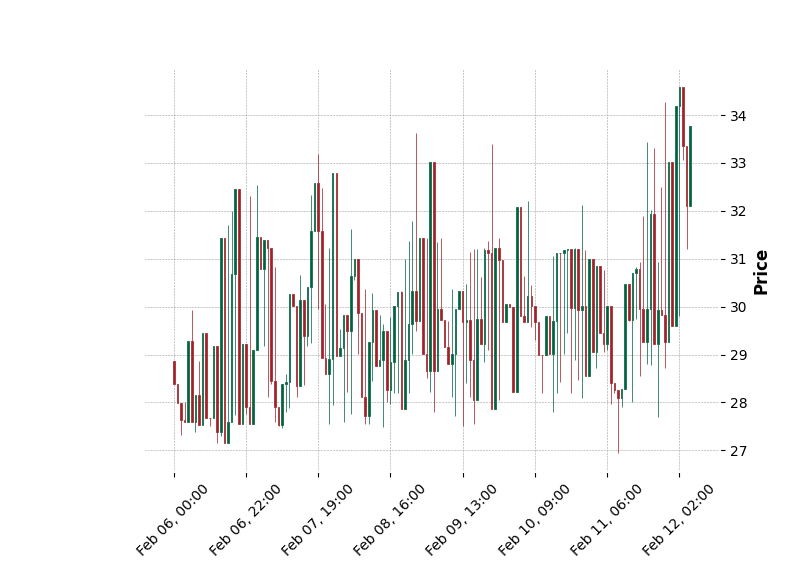 34
33
32
31
30
29
28
27
Price
Feb 06, 00:00
Feb 06, 22:00
Feb 07, 19:00
Feb 08, 16:00
Feb 09, 13:00
Feb 10, 09:00
Feb 11, 06:00
Feb 12, 02:00